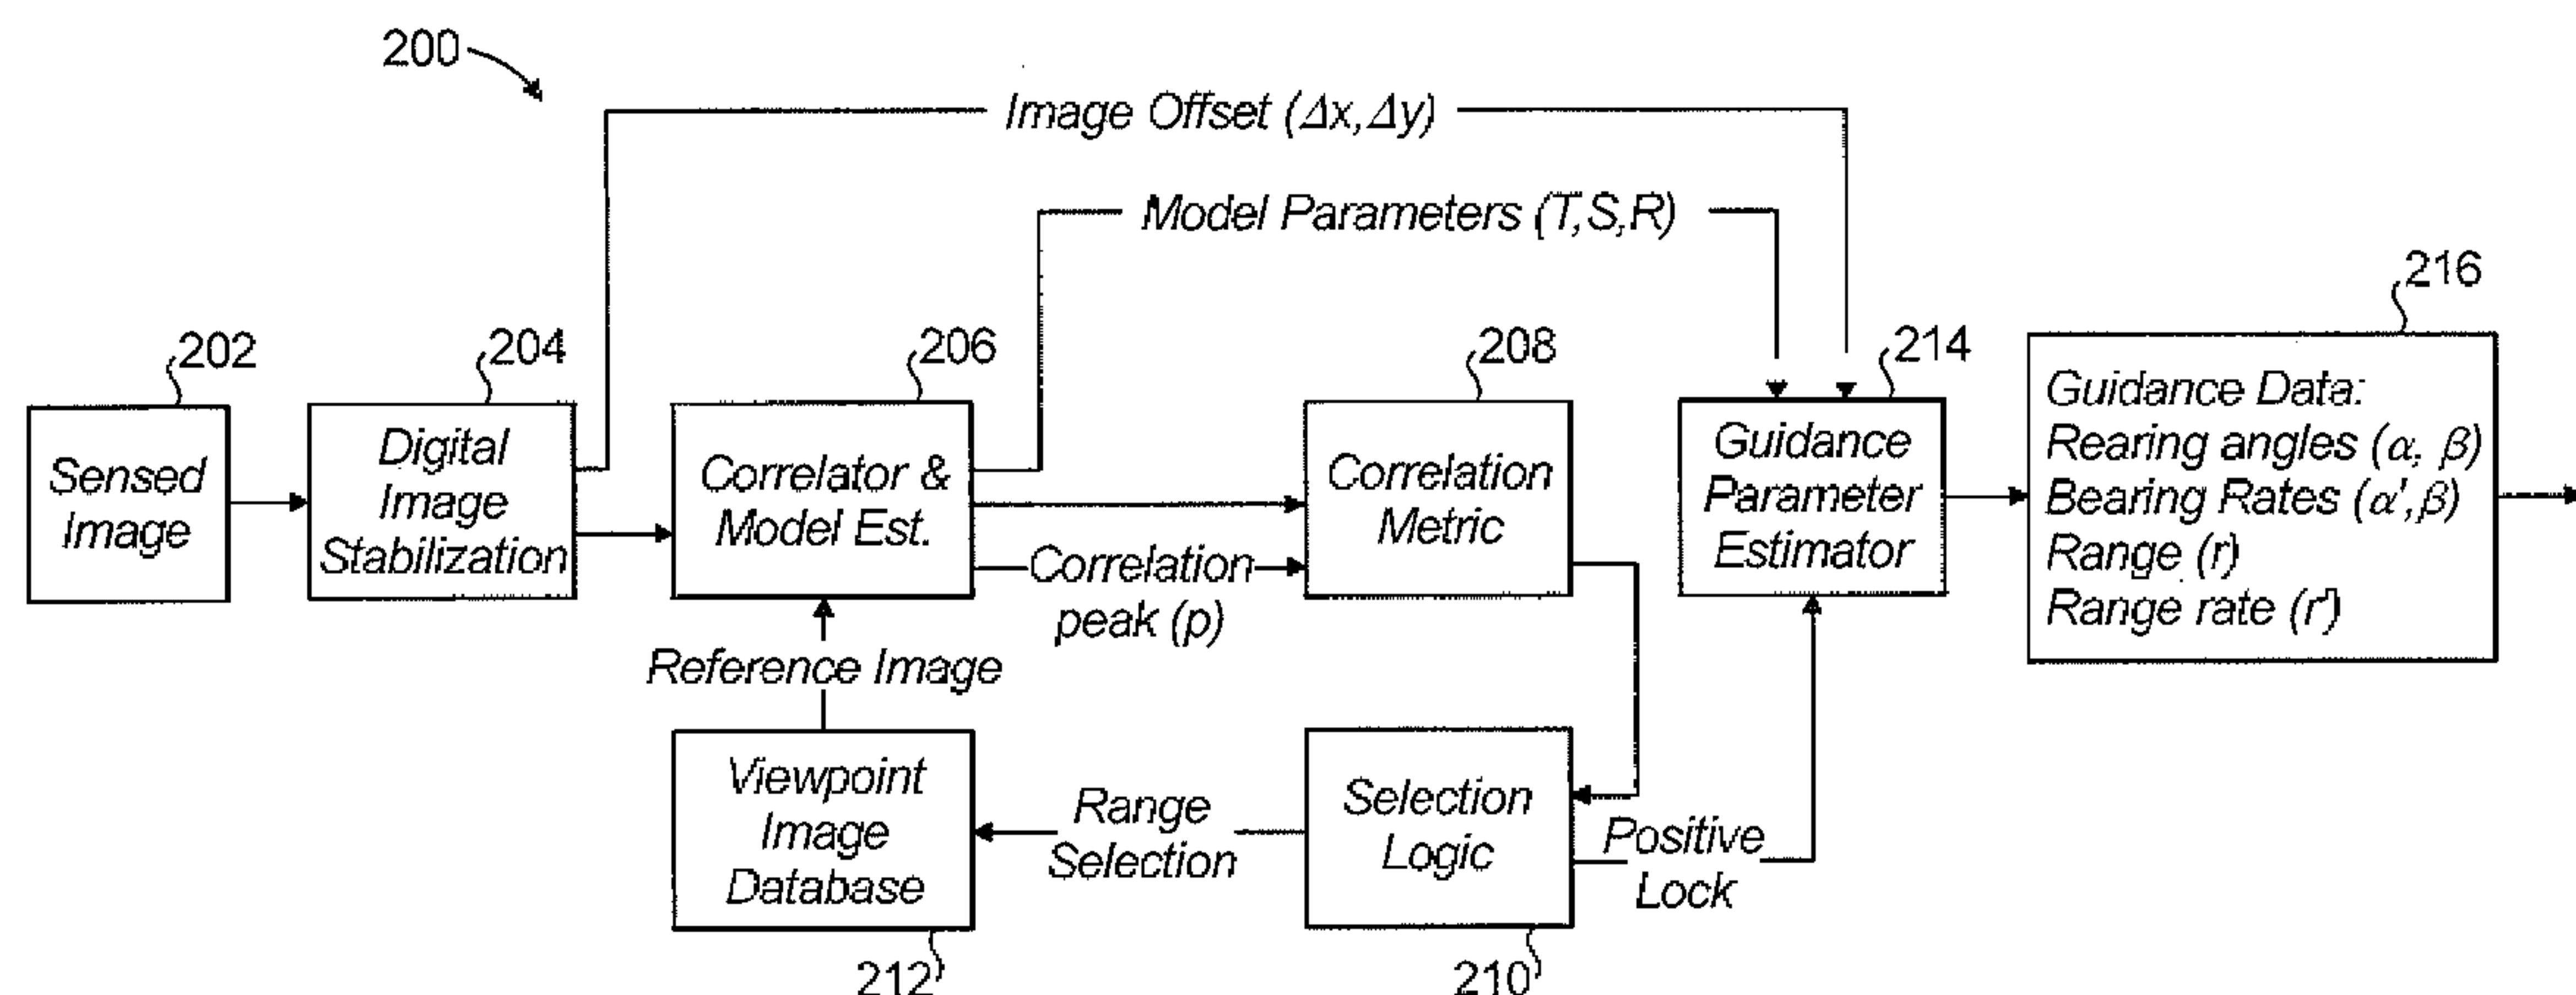 200
Image Offset (Δx,Δy)
Model Parameters (T,S,R)
216
202
204
206
208
214
Sensed
Image
Digital
Image
Stabilization
Correlator &
Model Est.
Correlation
peak (p)
Correlation
Metric
Guidance
Parameter
Estimator
Guidance Data:
Rearing angles (α, β)
Bearing Rates (α',β)
Range (r)
Range rate (r')
Reference Image
Viewpoint
Image
Database
Range
Selection
Selection
Logic
Positive
Lock
212
210